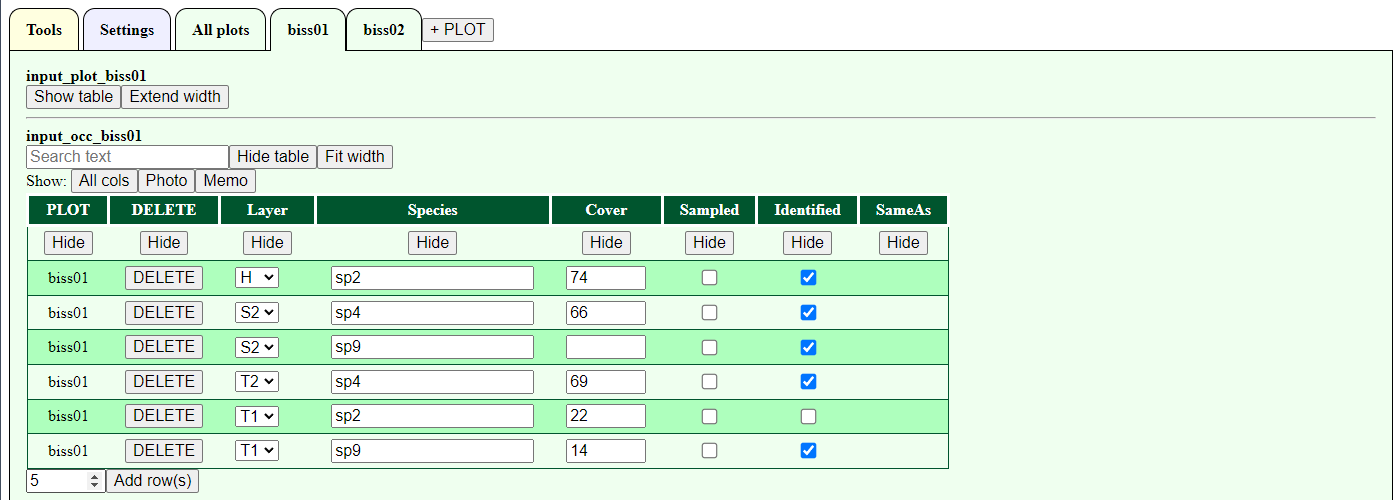 Tools Settings All plots biss01 biss02 + PLOT
input_plot_biss01
Show table Extend width
input_occ_biss01
Search text Hide table Fit width
Show: All cols Photo Memo
PLOT DELETE Layer Species Cover Sampled Identified SameAs
Hide Hide Hide Hide Hide Hide Hide Hide
biss01 DELETE H sp2 74
biss01 DELETE S2 sp4 66
biss01 DELETE S2 sp9
biss01 DELETE T2 sp4 69
biss01 DELETE T1 sp2 22
biss01 DELETE T1 sp9 14
5 Add row(s)